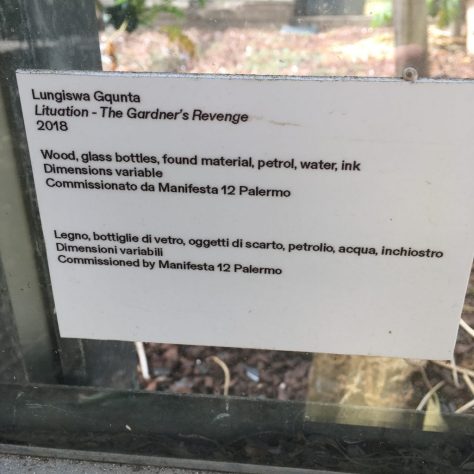 Lungiswa Gqunta
Lituation - The Gardner's Revenge
2018
Wood, glass bottles, found material, petrol, water, ink
Dimensions variable
Commissionato da Manifesta 12 Palermo
Legno, bottiglie di vetro, oggetti di scarto, petrolio, acqua, inchiostro
Dimensioni variabili
Commissioned by Manifesta 12 Palermo